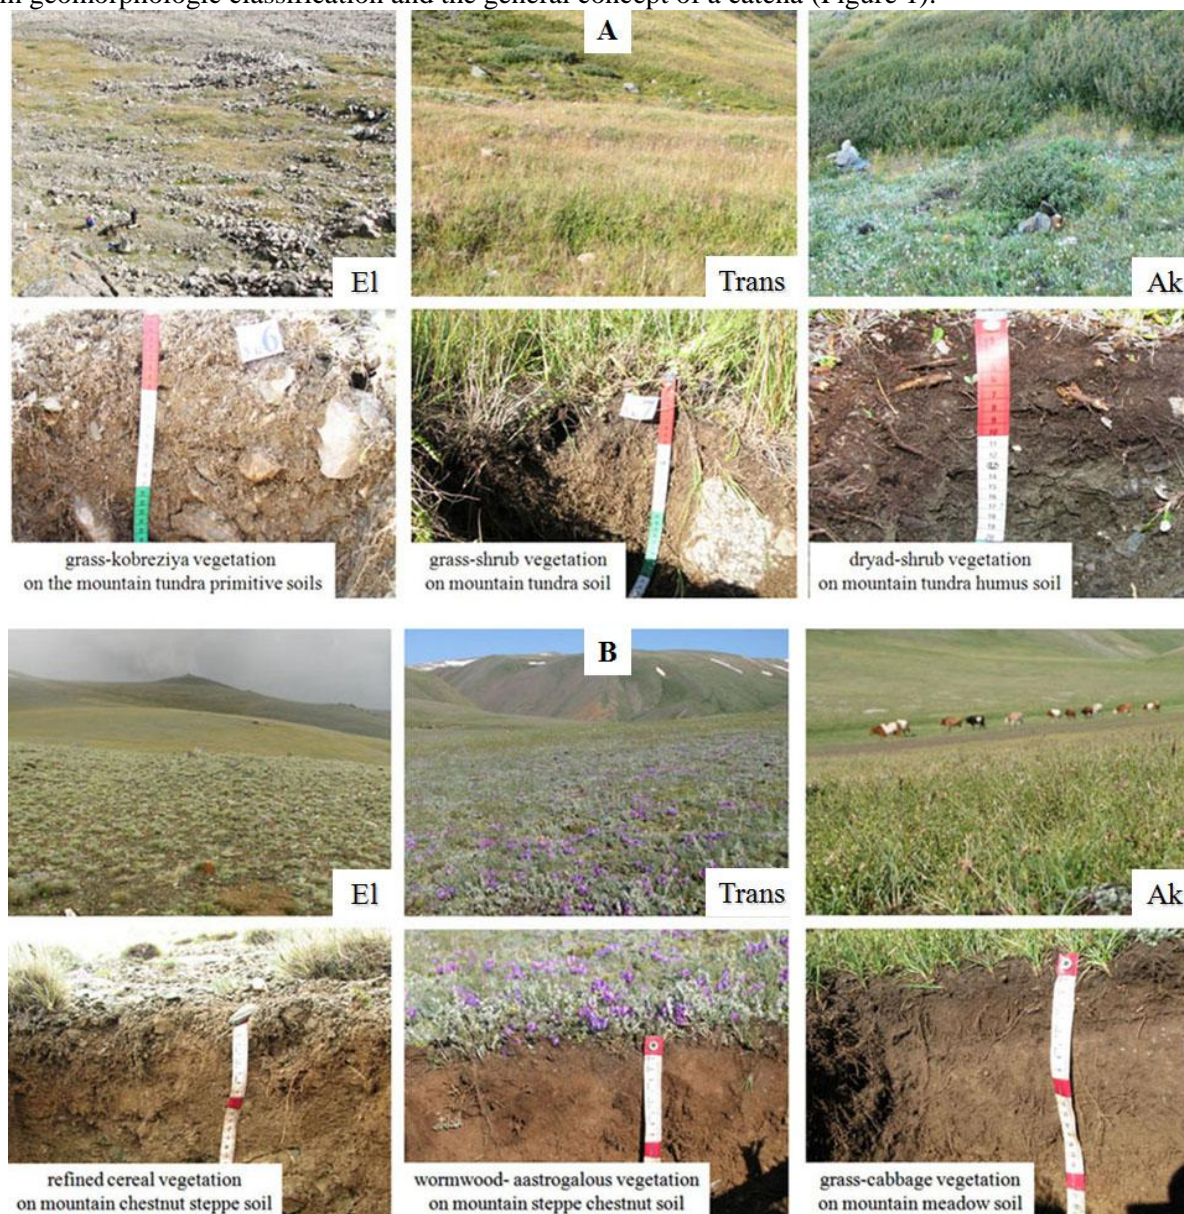 in geomorphologic classification and the general concept of a catena (Figure 1).
A
El
Trans
Ak
grass-kobreziya vegetation
on the mountain tundra primitive soils
grass-shrub vegetation
on mountain tundra soil
dryad-shrub vegetation
on mountain tundra humus soil
B
El
Trans
Ak
refined cereal vegetation
on mountain chestnut steppe soil
wormwood- aastrogalous vegetation
on mountain steppe chestnut soil
grass-cabbage vegetation
on mountain meadow soil